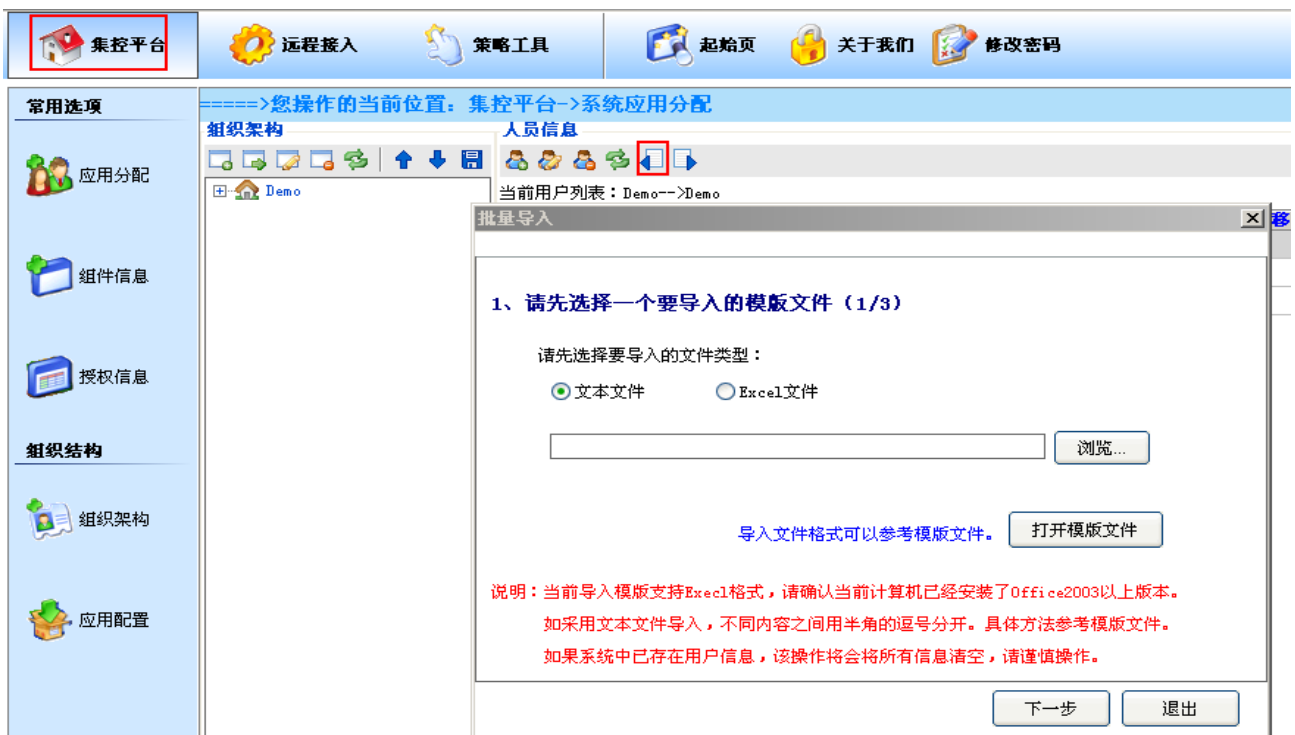 集控平台 远程接入 策略工具 起始页 关于我们 修改密码
常用选项
=====>您操作的当前位置：集控平台->系统应用分配
组织架构 人员信息
应用分配
Demo
当前用户列表：Demo-->Demo
批量导入
移
组件信息
1、请先选择一个要导入的模版文件（1/3）
请先选择要导入的文件类型：
授权信息
文本文件 Excel文件
组织结构
浏览...
组织架构
导入文件格式可以参考模版文件。 打开模版文件
说明：当前导入模版支持Execl格式，请确认当前计算机已经安装了Office2003以上版本。
应用配置
如采用文本文件导入，不同内容之间用半角的逗号分开。具体方法参考模版文件。
如果系统中已存在用户信息，该操作将会将所有信息清空，请谨慎操作。
下一步 退出